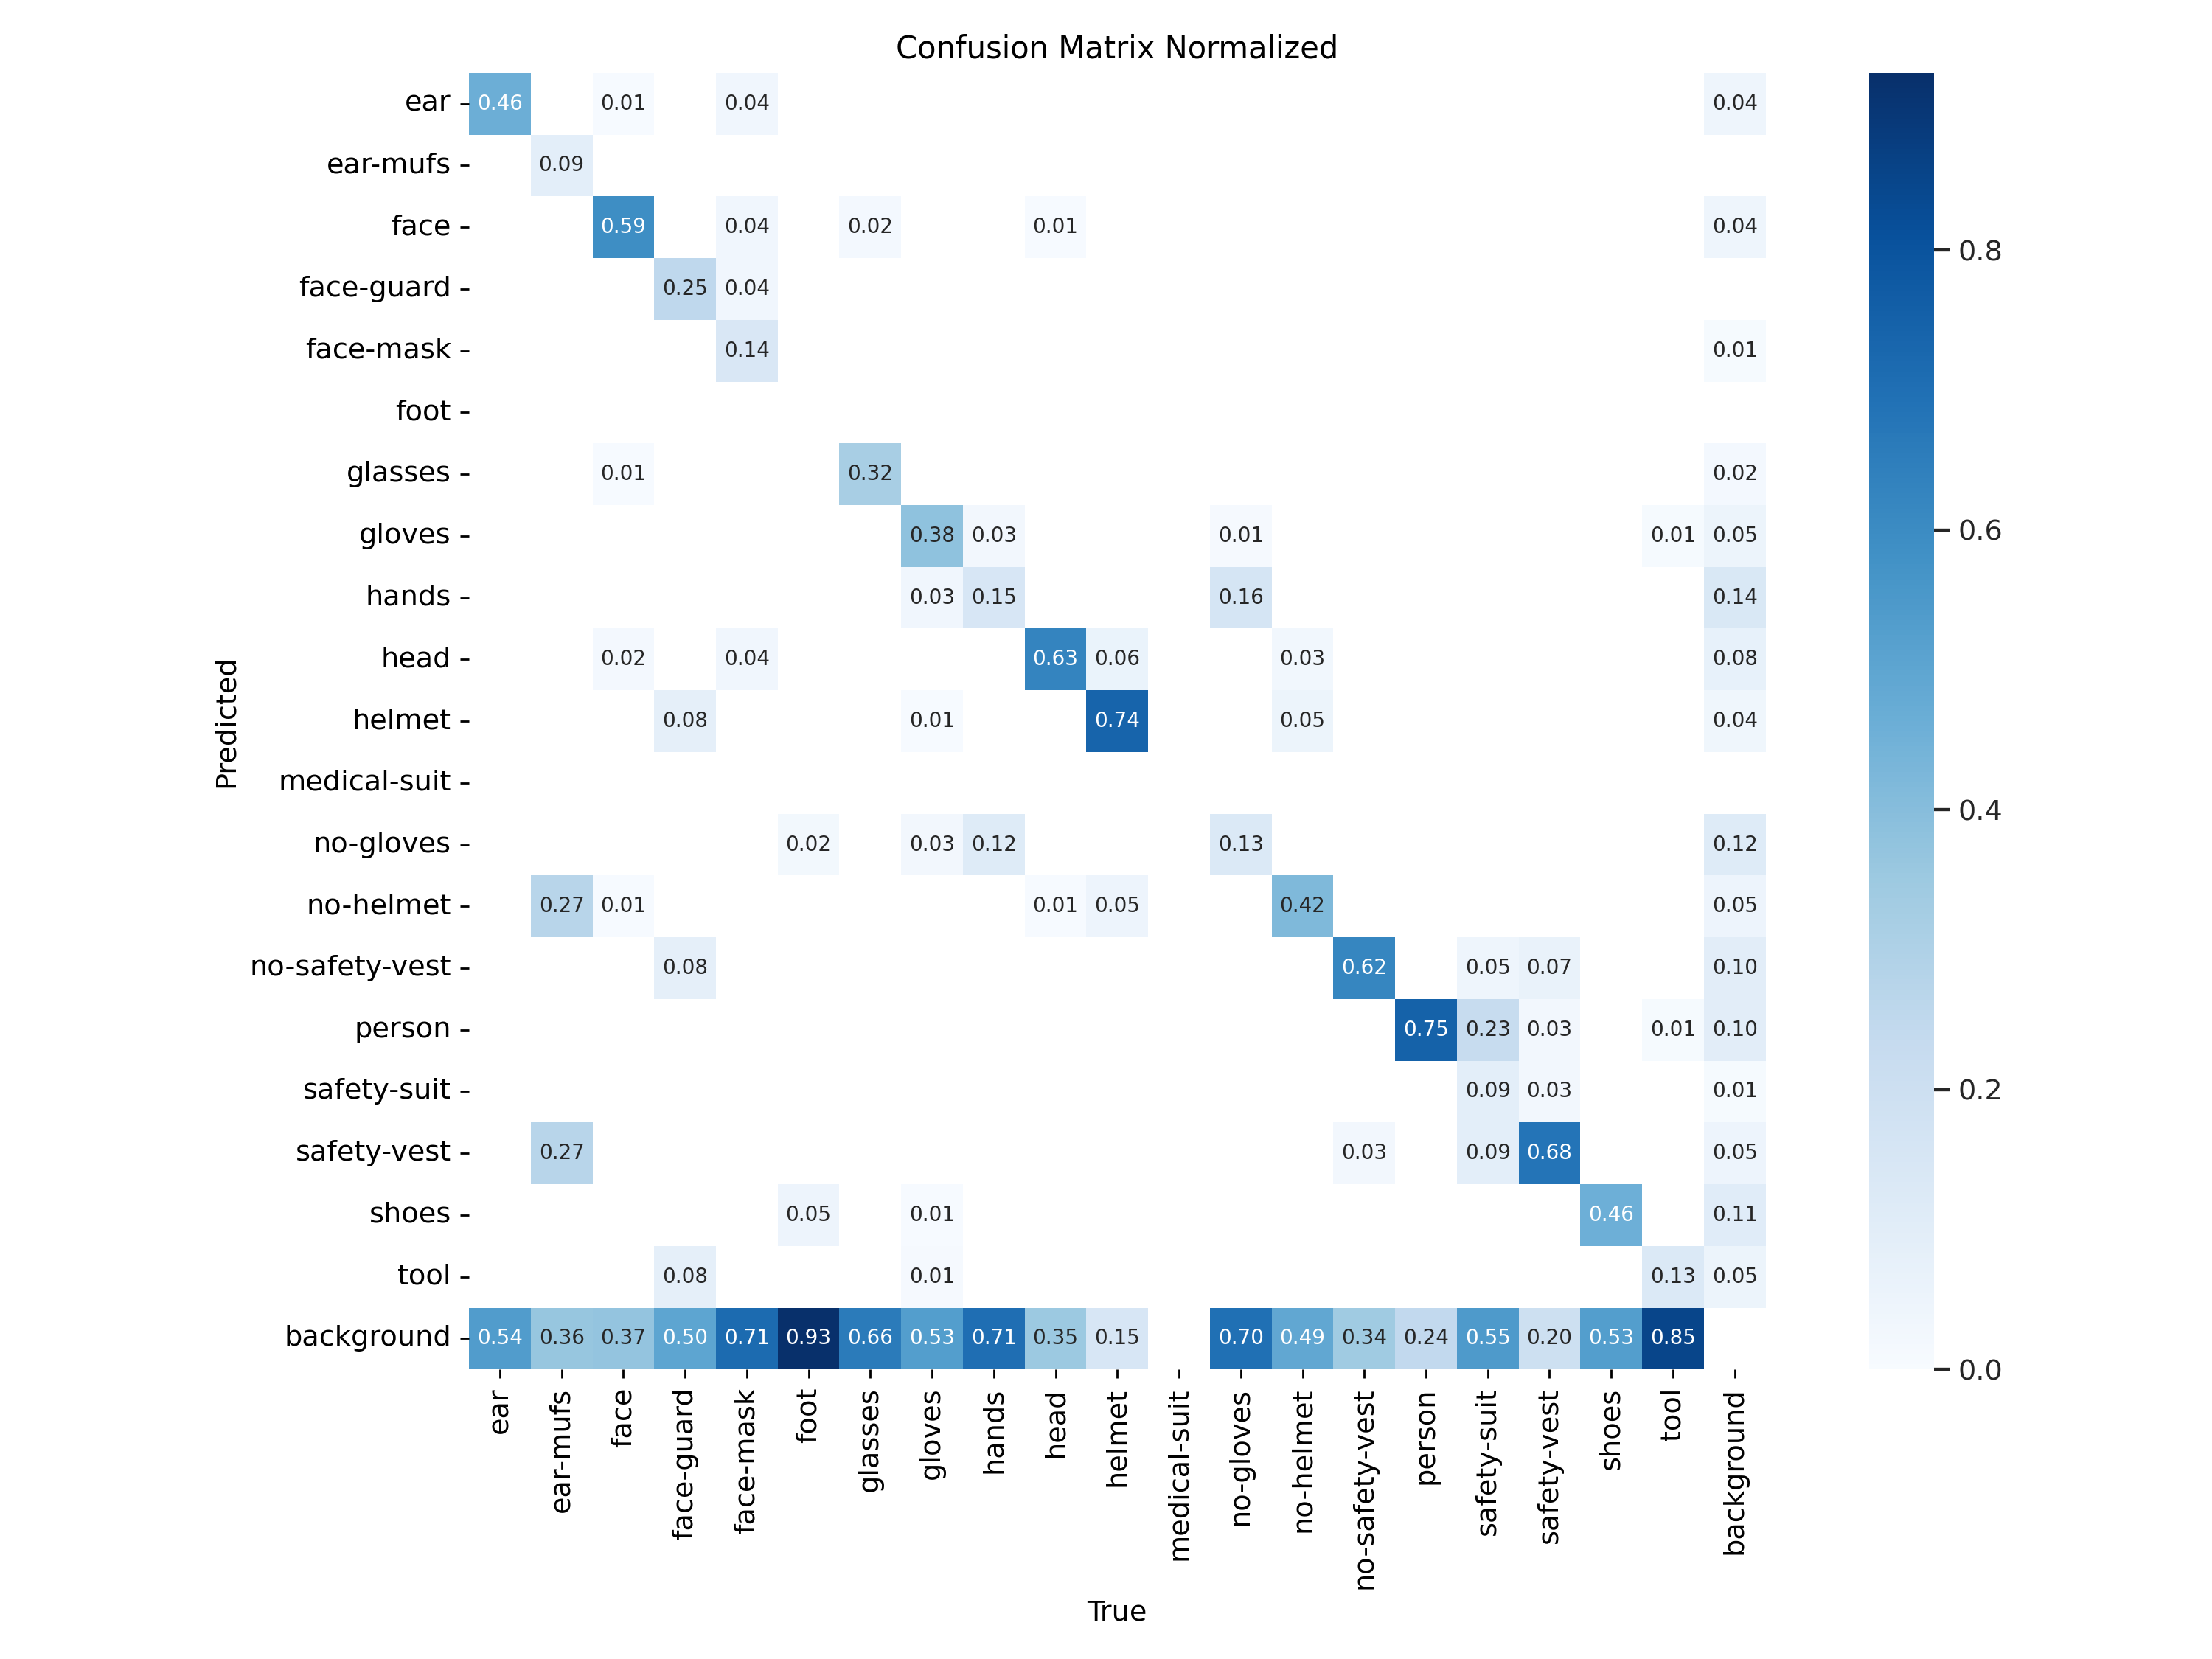 Confusion Matrix Normalized
ear 0.46 0.01 0.04 0.04
ear-mufs 0.09
face 0.59 0.04 0.02 0.01 0.04
face-guard 0.25 0.04
face-mask 0.14 0.01
foot
glasses 0.01 0.32 0.02
gloves 0.38 0.03 0.01 0.01 0.05
hands 0.03 0.15 0.16 0.14
head 0.02 0.04 0.63 0.06 0.03 0.08
helmet 0.08 0.01 0.74 0.05 0.04
medical-suit
no-gloves 0.02 0.03 0.12 0.13 0.12
no-helmet 0.27 0.01 0.01 0.05 0.42 0.05
no-safety-vest 0.08 0.62 0.05 0.07 0.10
person 0.75 0.23 0.03 0.01 0.10
safety-suit 0.09 0.03 0.01
safety-vest 0.27 0.03 0.09 0.68 0.05
shoes 0.05 0.01 0.46 0.11
tool 0.08 0.01 0.13 0.05
background 0.54 0.36 0.37 0.50 0.71 0.93 0.66 0.53 0.71 0.35 0.15 0.70 0.49 0.34 0.24 0.55 0.20 0.53 0.85
ear ear-mufs face face-guard face-mask foot glasses gloves hands head helmet medical-suit no-gloves no-helmet no-safety-vest person safety-suit safety-vest shoes tool background
True
Predicted
0.8
0.6
0.4
0.2
0.0